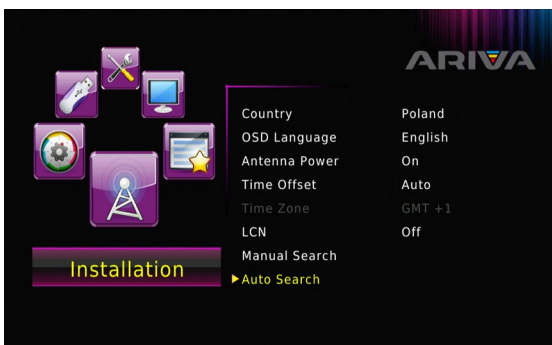 ARIVA
Country Poland
OSD Language English
Antenna Power On
Time Offset Auto
Time Zone GMT +1
LCN Off
Manual Search
Auto Search
Installation